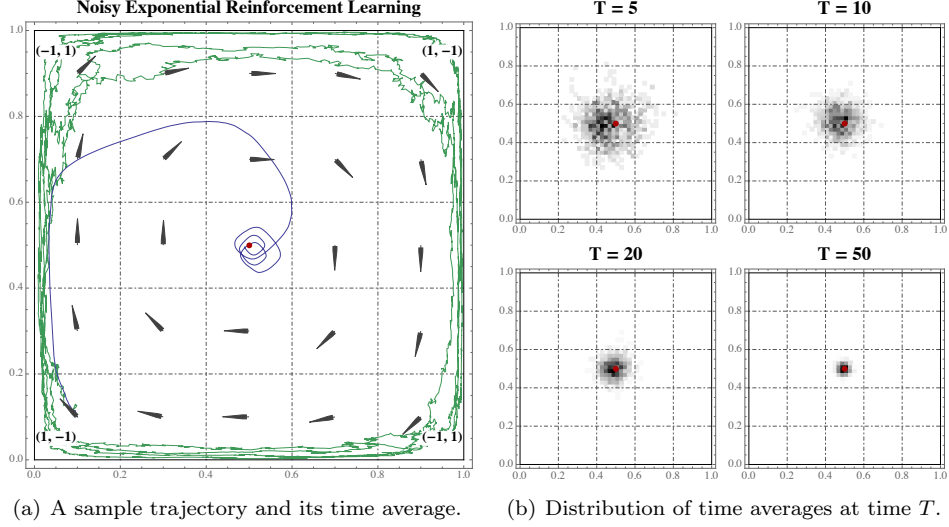 Noisy Exponential Reinforcement Learning
1.0
0.8
0.6
0.4
0.2
0.0
0.0 0.2 0.4 0.6 0.8 1.0
(-1, 1) (1, -1)
(1, -1) (-1, 1)
(a) A sample trajectory and its time average.
T = 5
1.0
0.8
0.6
0.4
0.2
0.0
0.0 0.2 0.4 0.6 0.8 1.0
T = 10
1.0
0.8
0.6
0.4
0.2
0.0
0.0 0.2 0.4 0.6 0.8 1.0
T = 20
1.0
0.8
0.6
0.4
0.2
0.0
0.0 0.2 0.4 0.6 0.8 1.0
T = 50
1.0
0.8
0.6
0.4
0.2
0.0
0.0 0.2 0.4 0.6 0.8 1.0
(b) Distribution of time averages at time T.